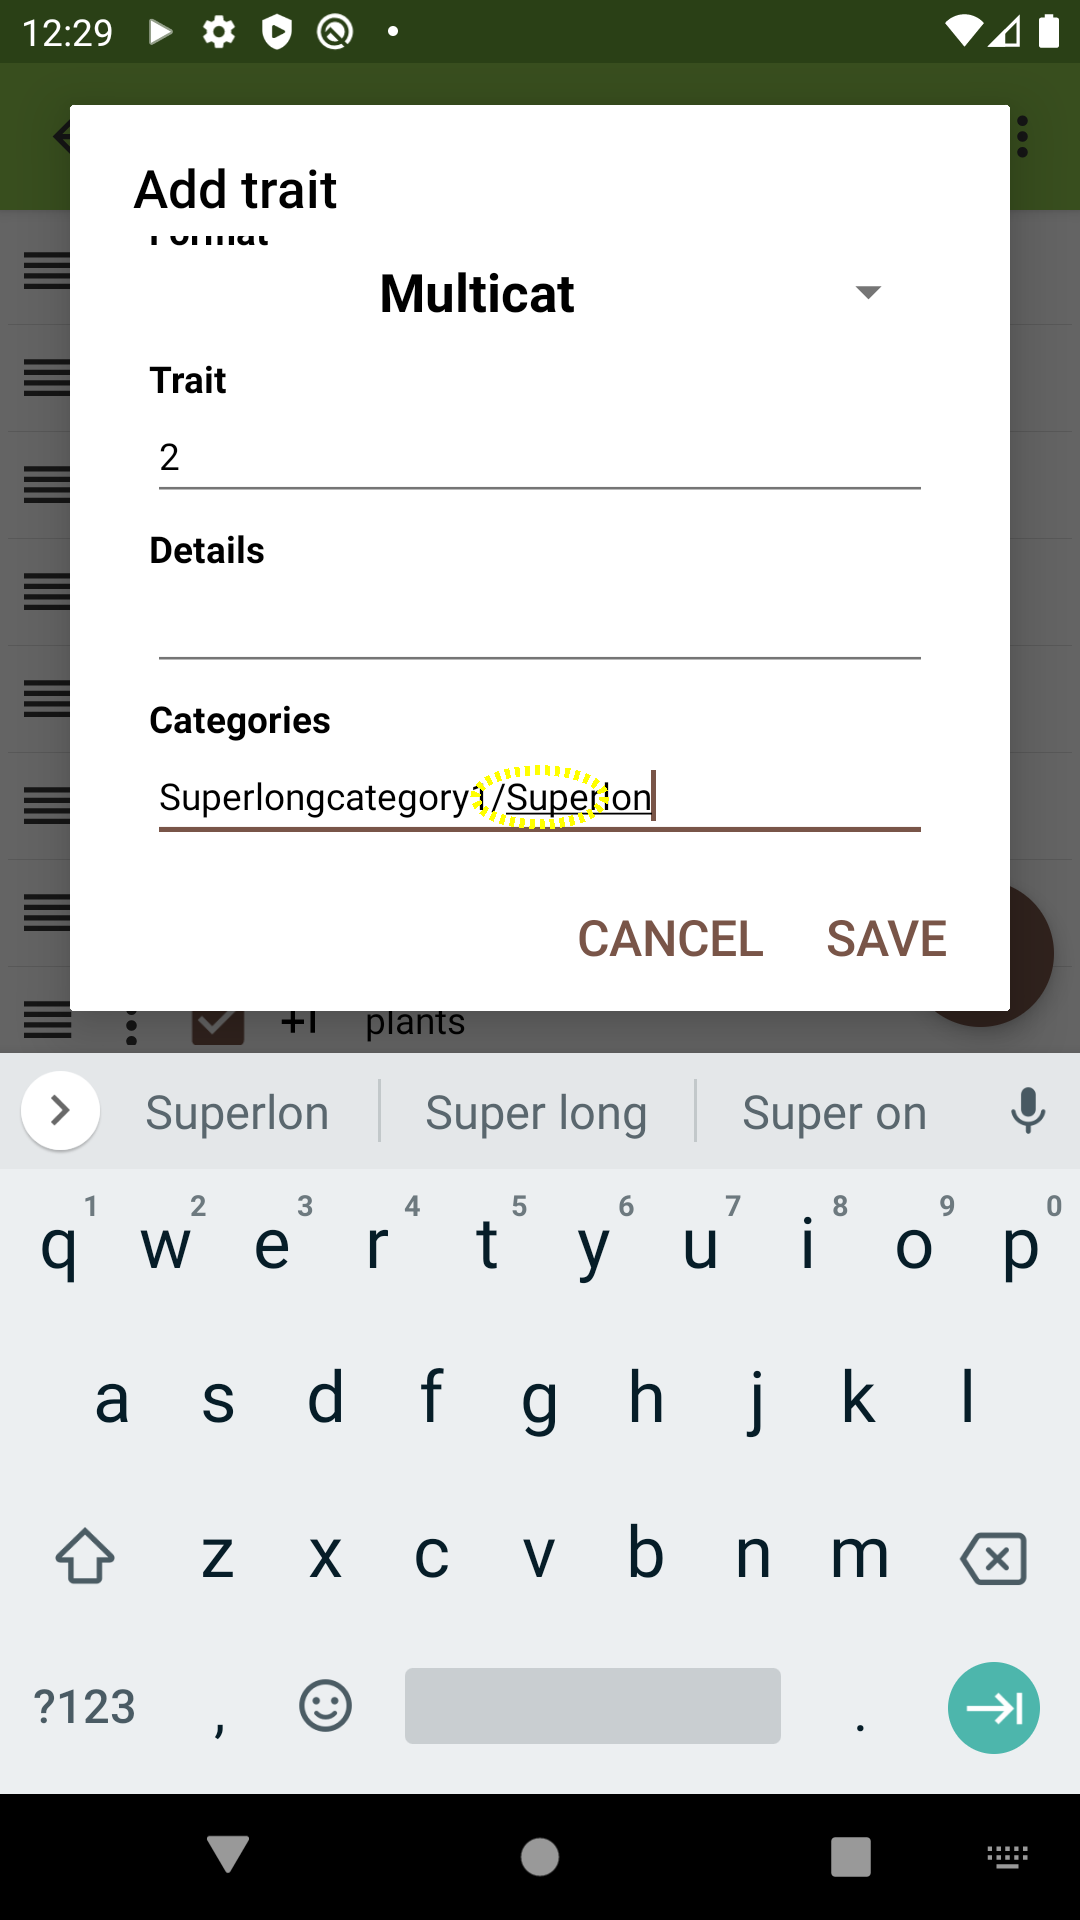 12:29
Add trait
Format
Multicat
Trait
2
Details
Categories
Superlongcategory1/Superlon
CANCEL SAVE
+1 plants
Superlon Super long Super on
1 2 3 4 5 6 7 8 9 0
q w e r t y u i o p
a s d f g h j k l
z x c v b n m
?123 , .